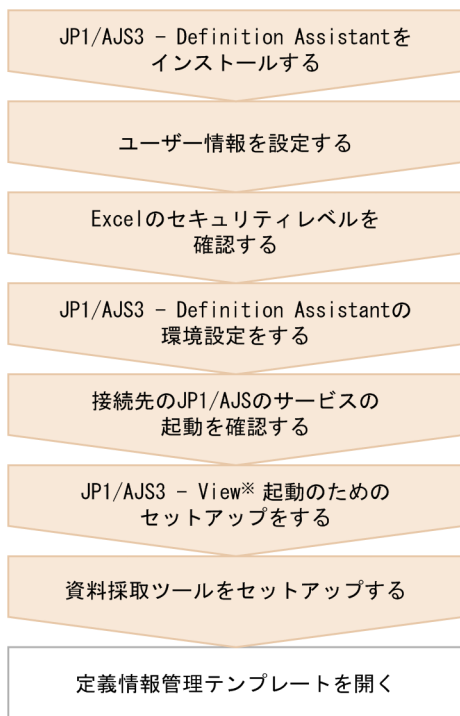 JP1/AJS3 - Definition Assistantを
インストールする
ユーザー情報を設定する
Excelのセキュリティレベルを
確認する
JP1/AJS3 - Definition Assistantの
環境設定をする
接続先のJP1/AJSのサービスの
起動を確認する
JP1/AJS3 - View※ 起動のための
セットアップをする
資料採取ツールをセットアップする
定義情報管理テンプレートを開く